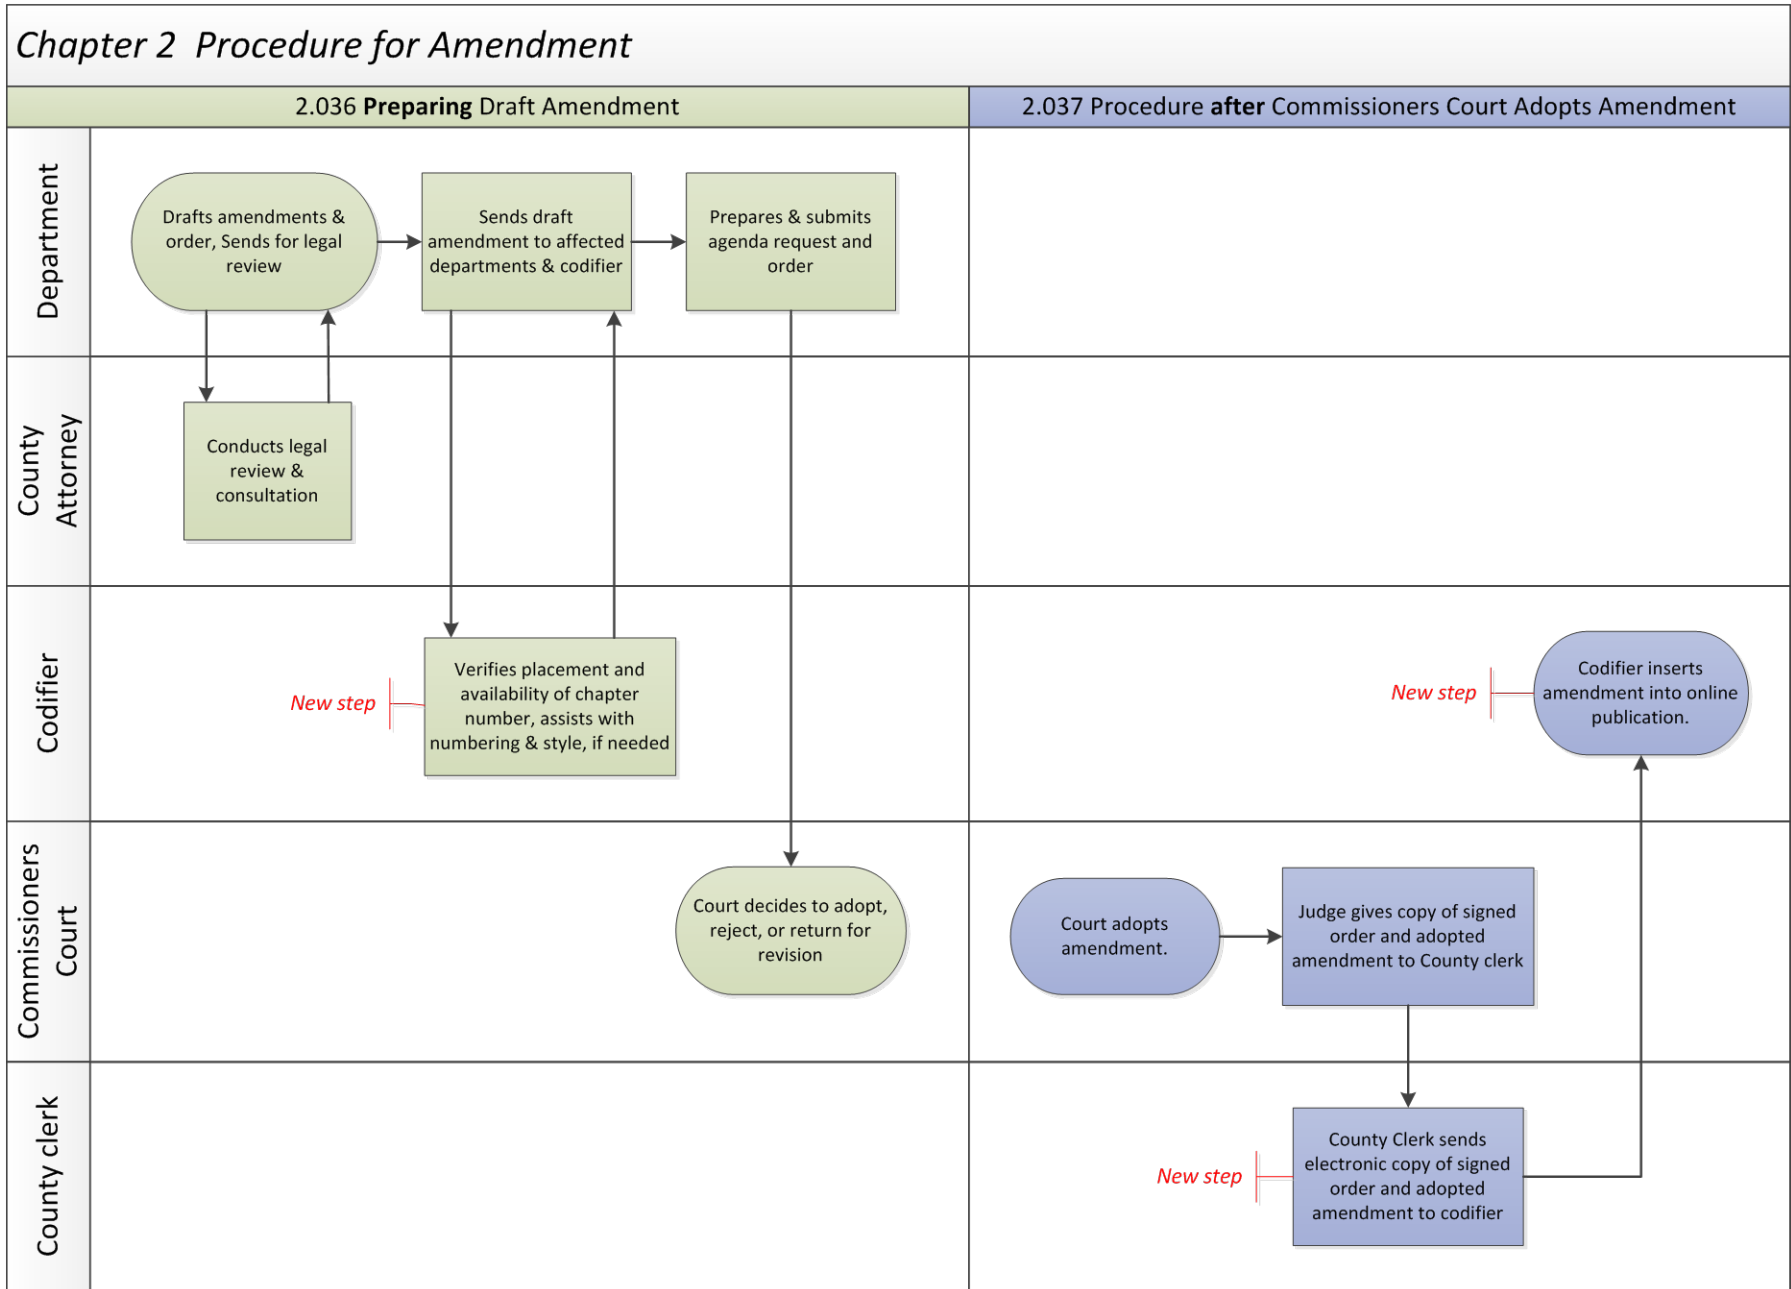 Chapter 2  Procedure for Amendment
2.036 Preparing Draft Amendment
2.037 Procedure after Commissioners Court Adopts Amendment
Department
Drafts amendments &
order, Sends for legal
review
Sends draft
amendment to affected
departments & codifier
Prepares & submits
agenda request and
order
County
Attorney
Conducts legal
review &
consultation
Codifier
New step
Verifies placement and
availability of chapter
number, assists with
numbering & style, if needed
New step
Codifier inserts
amendment into online
publication.
Commissioners
Court
Court decides to adopt,
reject, or return for
revision
Court adopts
amendment.
Judge gives copy of signed
order and adopted
amendment to County clerk
County clerk
New step
County Clerk sends
electronic copy of signed
order and adopted
amendment to codifier